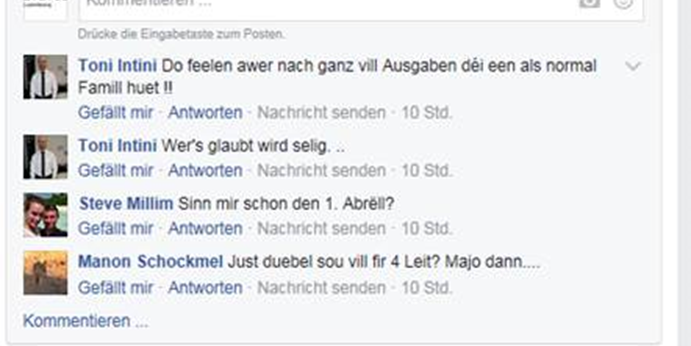 Kommentieren ...
Drücke die Eingabetaste zum Posten.
Toni Intini Do feelen awer nach ganz vill Ausgaben déi een als normal
Famill huet !!
Gefällt mir · Antworten · Nachricht senden · 10 Std.
Toni Intini Wer's glaubt wird selig. ..
Gefällt mir · Antworten · Nachricht senden · 10 Std.
Steve Millim Sinn mir schon den 1. Abrëll?
Gefällt mir · Antworten · Nachricht senden · 10 Std.
Manon Schockmel Just duebel sou vill fir 4 Leit? Majo dann....
Gefällt mir · Antworten · Nachricht senden · 10 Std.
Kommentieren ...